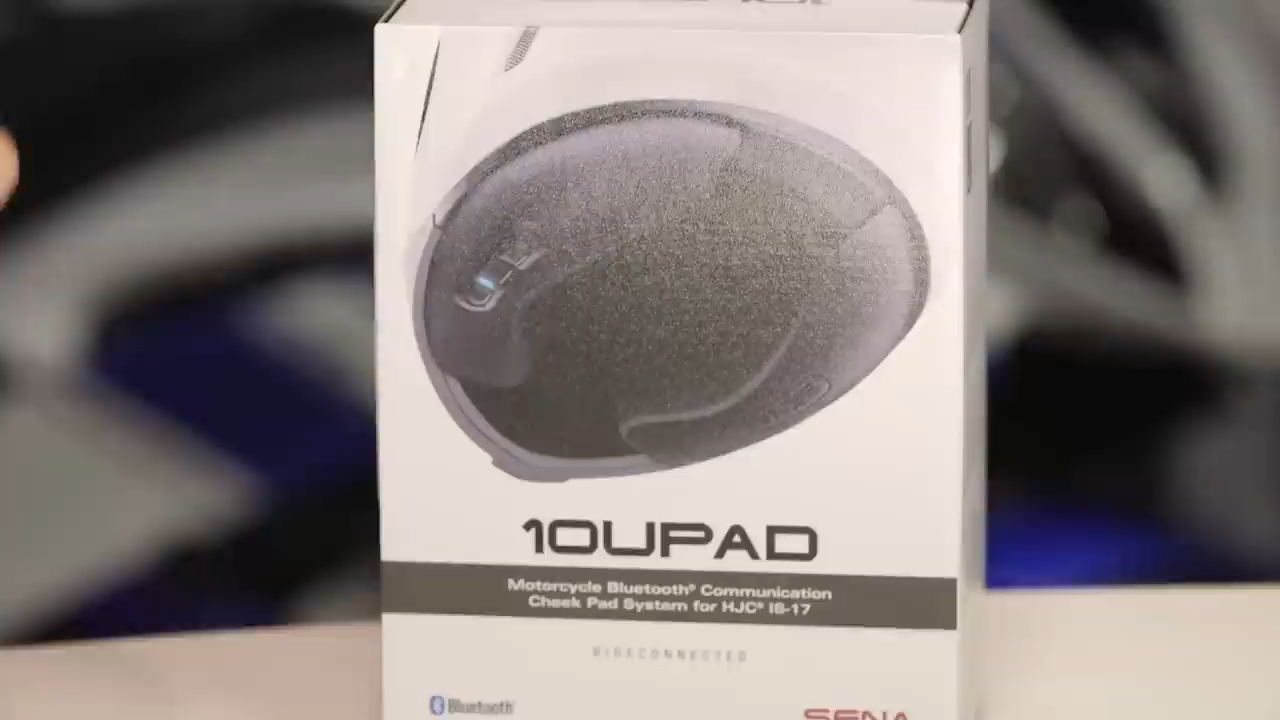 10UPAD
Motorcycle Bluetooth® Communication
Cheek Pad System for HJC® IS-17
RIDECONNECTED
Bluetooth
SENA